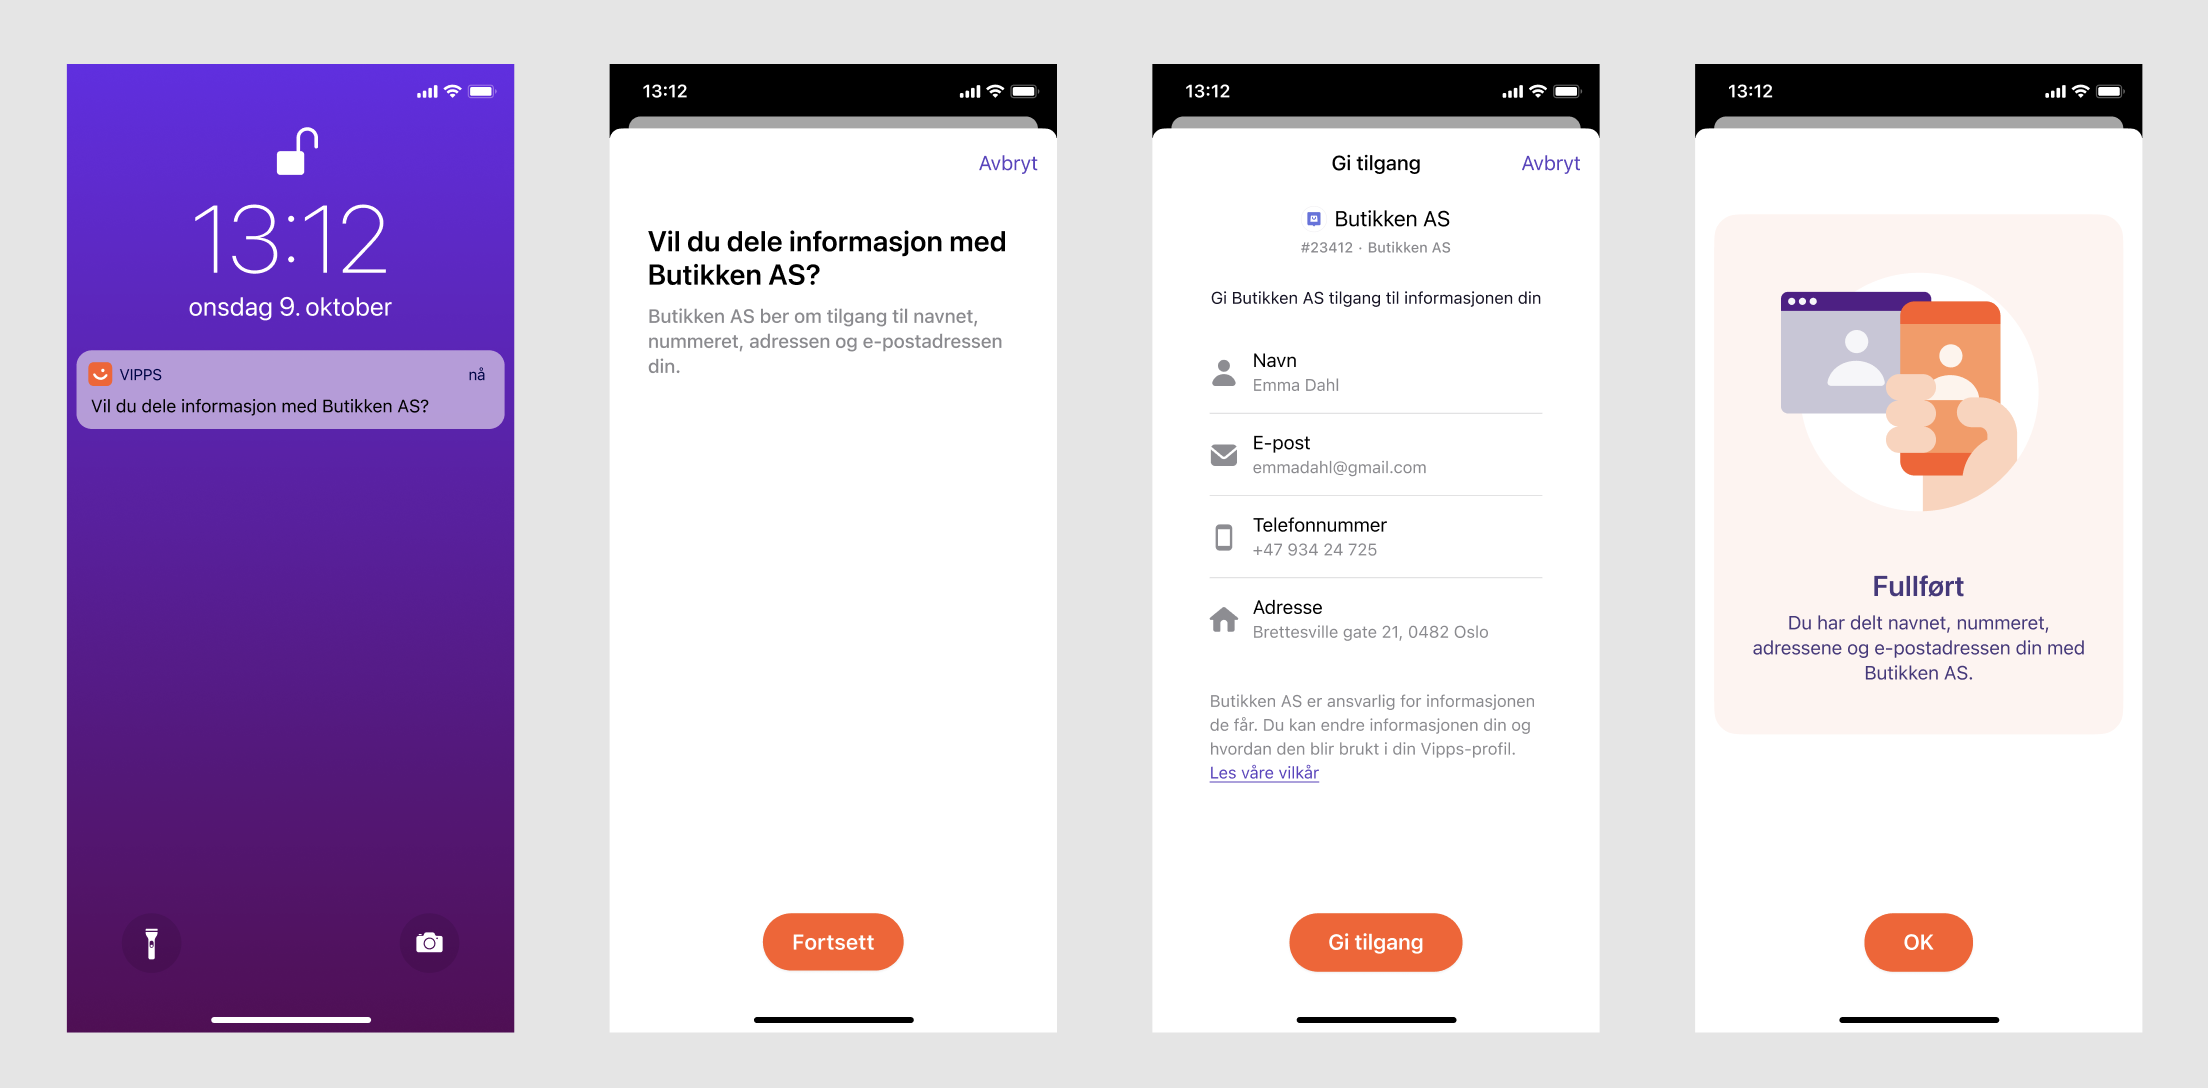 13:12
onsdag 9. oktober
VIPPS
nå
Vil du dele informasjon med Butikken AS?
13:12
Avbryt
Vil du dele informasjon med
Butikken AS?
Butikken AS ber om tilgang til navnet,
nummeret, adressen og e-postadressen
din.
Fortsett
13:12
Gi tilgang
Avbryt
Butikken AS
#23412 · Butikken AS
Gi Butikken AS tilgang til informasjonen din
Navn
Emma Dahl
E-post
emmadahl@gmail.com
Telefonnummer
+47 934 24 725
Adresse
Brettesville gate 21, 0482 Oslo
Butikken AS er ansvarlig for informasjonen
de får. Du kan endre informasjonen din og
hvordan den blir brukt i din Vipps-profil.
Les våre vilkår
Gi tilgang
13:12
Fullført
Du har delt navnet, nummeret,
adressene og e-postadressen din med
Butikken AS.
OK